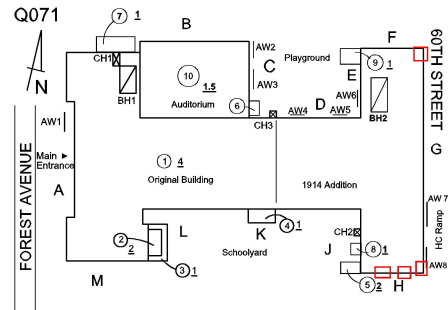 Q071
7 1
B
F
N
CH1
BH1
AW2
C
AW3
Playground
9 1
E
10
1.5
Auditorium
6
CH3
AW4
D
AW5
AW6
BH2
60TH STREET
G
AW1
Main
Entrance
A
FOREST AVENUE
1 4
Original Building
1914 Addition
AW 7
HC Ramp
AW8
2
2
L
3 1
M
K
4 1
Schoolyard
CH2
J
8 1
5 2
H